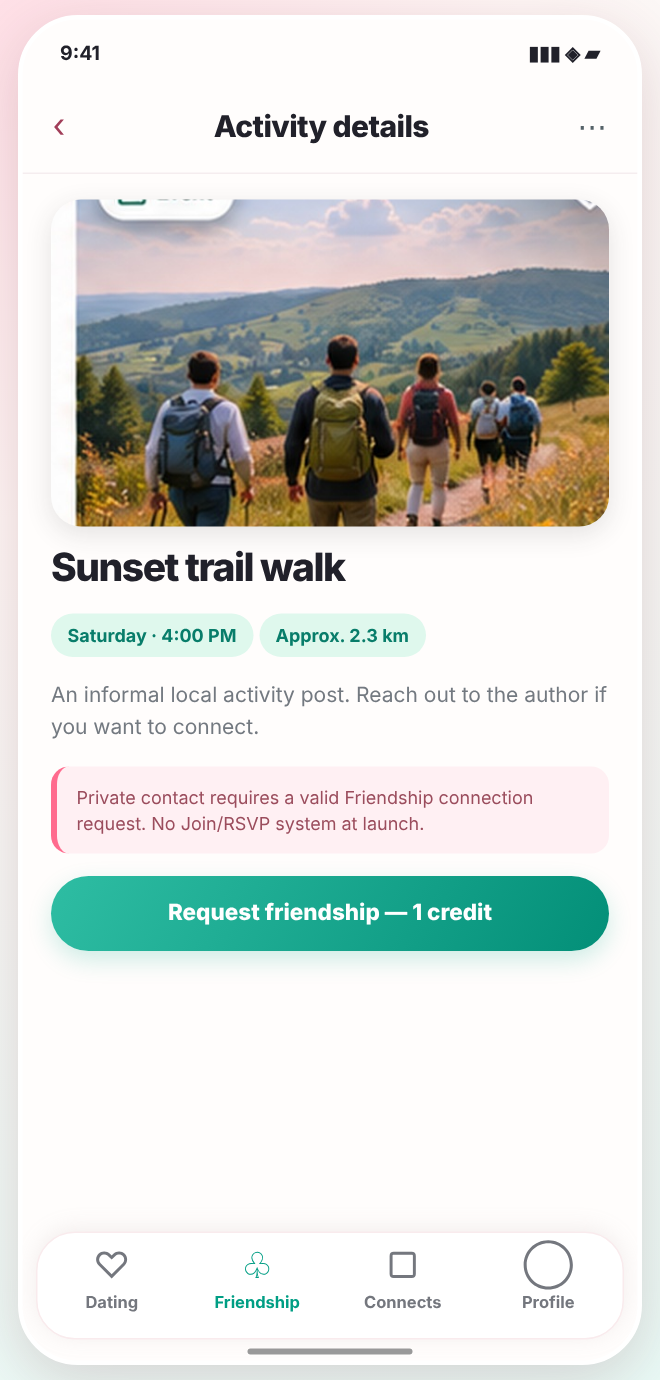 9:41
Activity details
Sunset trail walk
Saturday · 4:00 PM
Approx. 2.3 km
An informal local activity post. Reach out to the author if
you want to connect.
Private contact requires a valid Friendship connection
request. No Join/RSVP system at launch.
Request friendship — 1 credit
Dating
Friendship
Connects
Profile